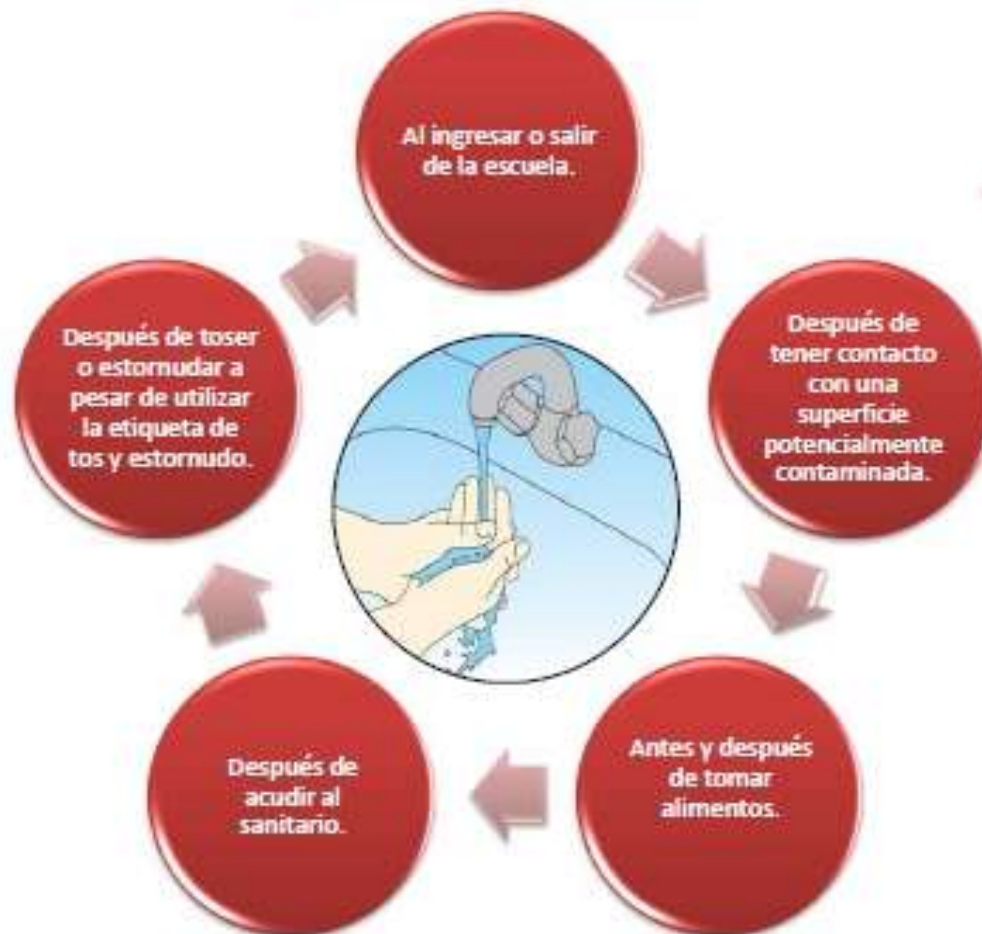 Al ingresar o salir
de la escuela.
Después de
tener contacto
con una
superficie
potencialmente
contaminada.
Antes y después
de tomar
alimentos.
Después de
acudir al
sanitario.
Después de toser
o estornudar a
pesar de utilizar
la etiqueta de
tos y estornudo.